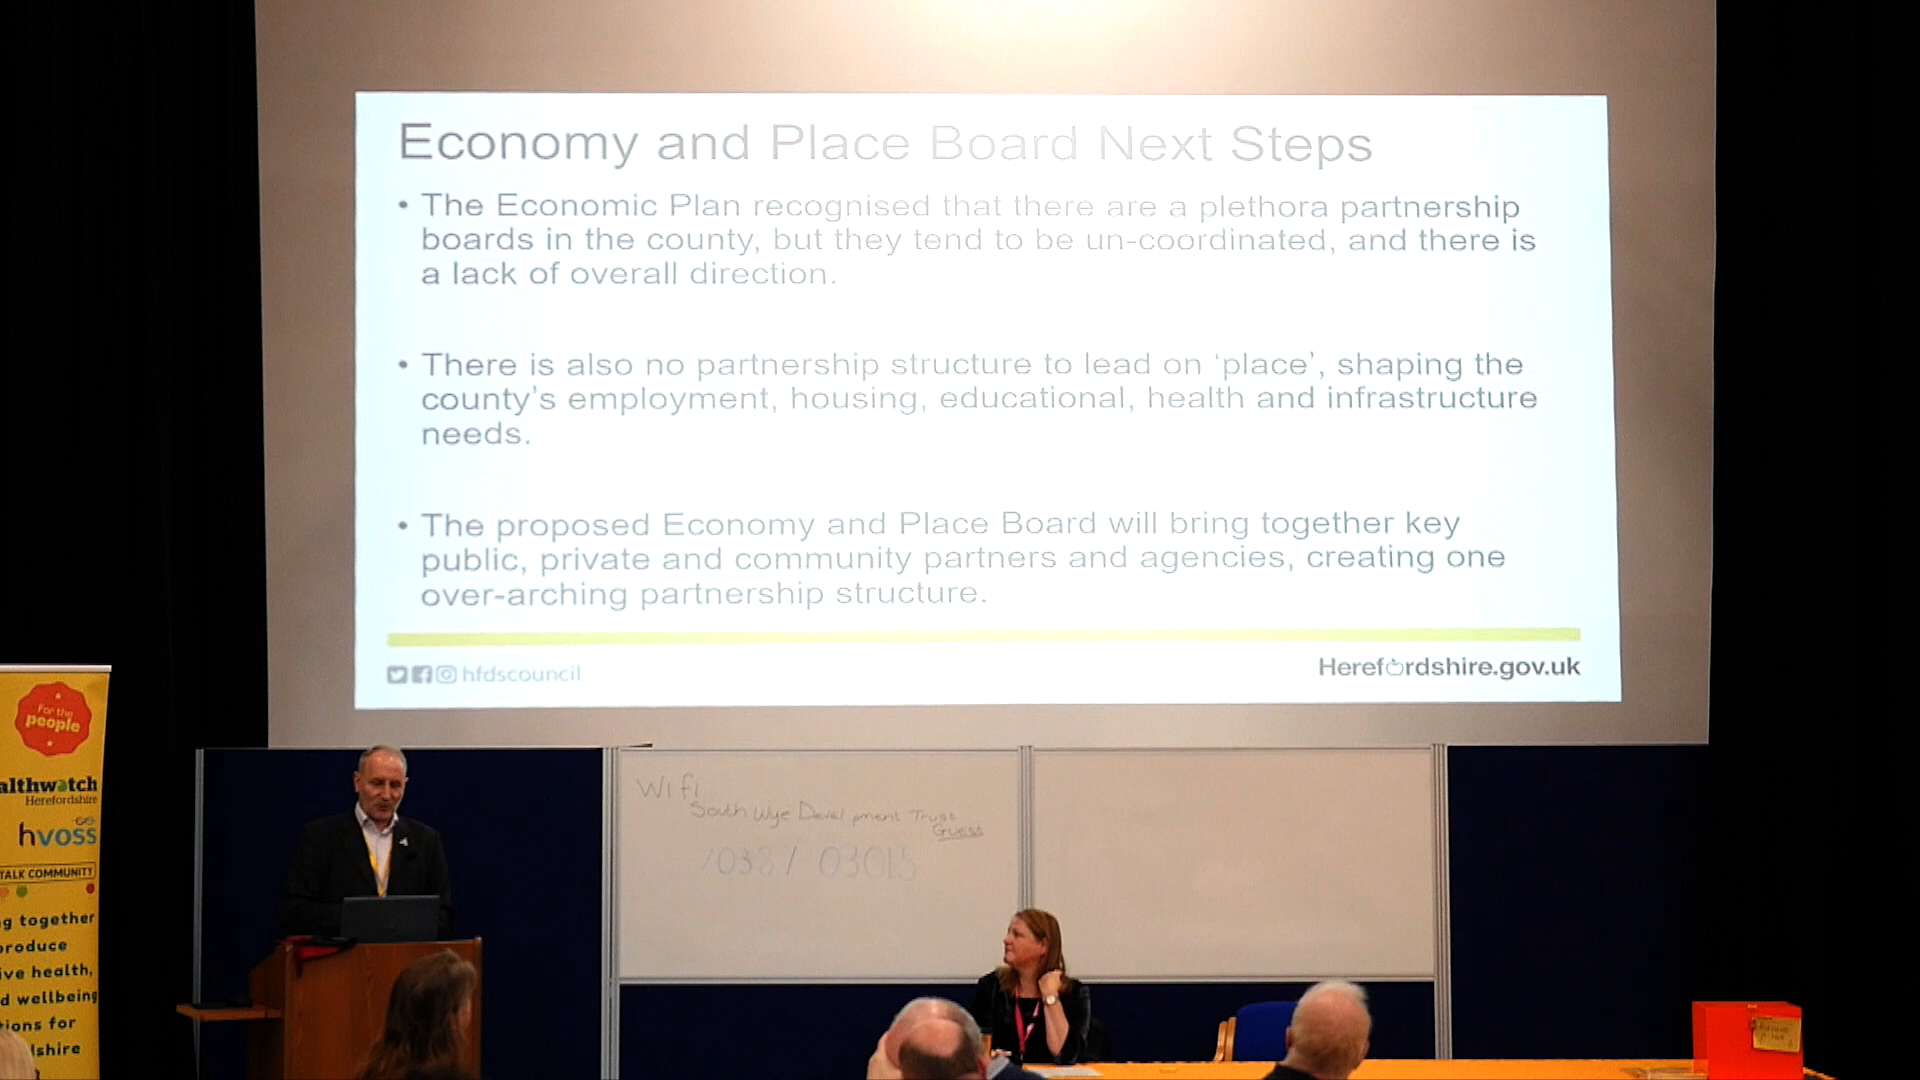 Economy and Place Board Next Steps
• The Economic Plan recognised that there are a plethora partnership
boards in the county, but they tend to be un-coordinated, and there is
a lack of overall direction.
• There is also no partnership structure to lead on ‘place’, shaping the
county’s employment, housing, educational, health and infrastructure
needs.
• The proposed Economy and Place Board will bring together key
public, private and community partners and agencies, creating one
over-arching partnership structure.
hfdscouncil
Herefordshire.gov.uk
For the
people
althwatch
Herefordshire
hvoss
TALK COMMUNITY
g together
produce
ive health,
d wellbeing
tions for
dshire
Wifi
South Wye Development Trust
Guest